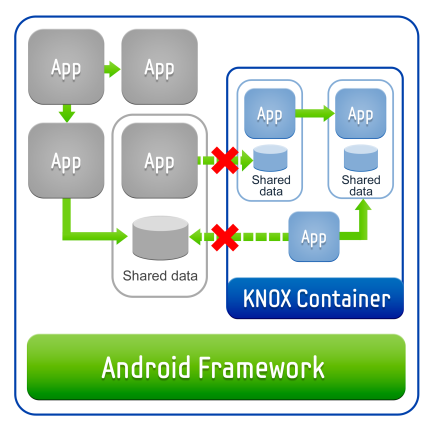 App
App
App
App
App
App
Shared
data
Shared
data
App
Shared data
KNOX Container
Android Framework